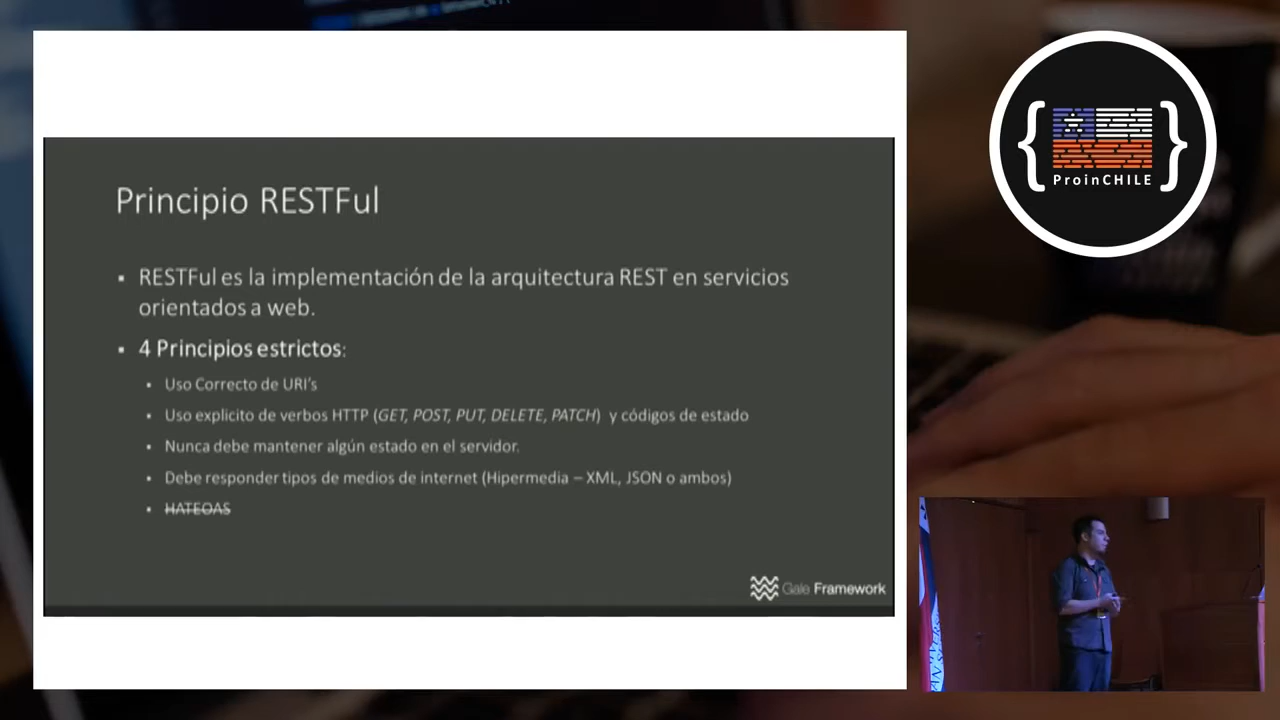 Principio RESTFul
RESTFul es la implementación de la arquitectura REST en servicios
orientados a web.
4 Principios estrictos:
Uso Correcto de URI's
Uso explicito de verbos HTTP (GET, POST, PUT, DELETE, PATCH) y códigos de estado
Nunca debe mantener algún estado en el servidor.
Debe responder tipos de medios de internet (Hipermedia – XML, JSON o ambos)
HATEOAS
Gale Framework
{ }
ProinCHILE